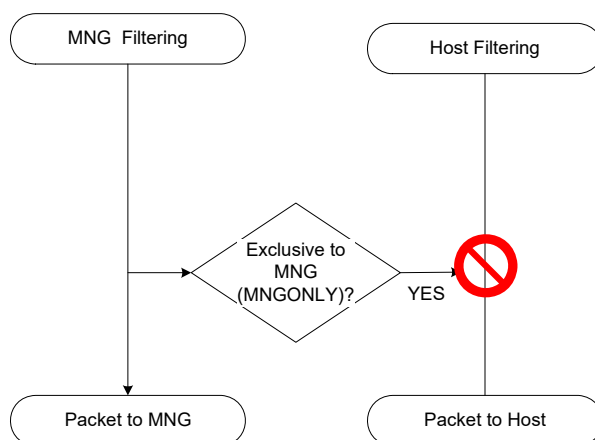 MNG Filtering
Host Filtering
Exclusive to
MNG
(MNGONLY)?
YES
Packet to MNG
Packet to Host